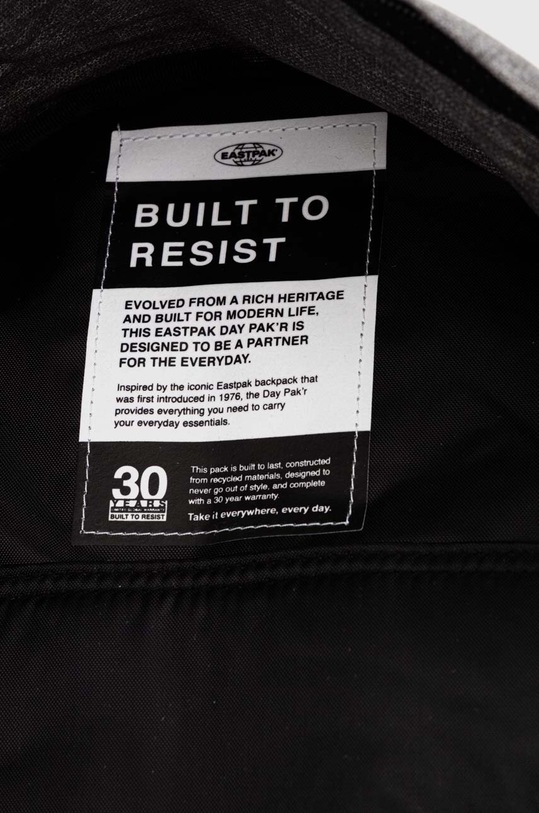 EASTPAK
BUILT TO
RESIST
EVOLVED FROM A RICH HERITAGE
AND BUILT FOR MODERN LIFE,
THIS EASTPAK DAY PAK'R IS
DESIGNED TO BE A PARTNER
FOR THE EVERYDAY.
Inspired by the iconic Eastpak backpack that
was first introduced in 1976, the Day Pak'r
provides everything you need to carry
your everyday essentials.
30
YEARS
BUILT TO RESIST
This pack is built to last, constructed
from recycled materials, designed to
never go out of style, and complete
with a 30 year warranty.
Take it everywhere, every day.